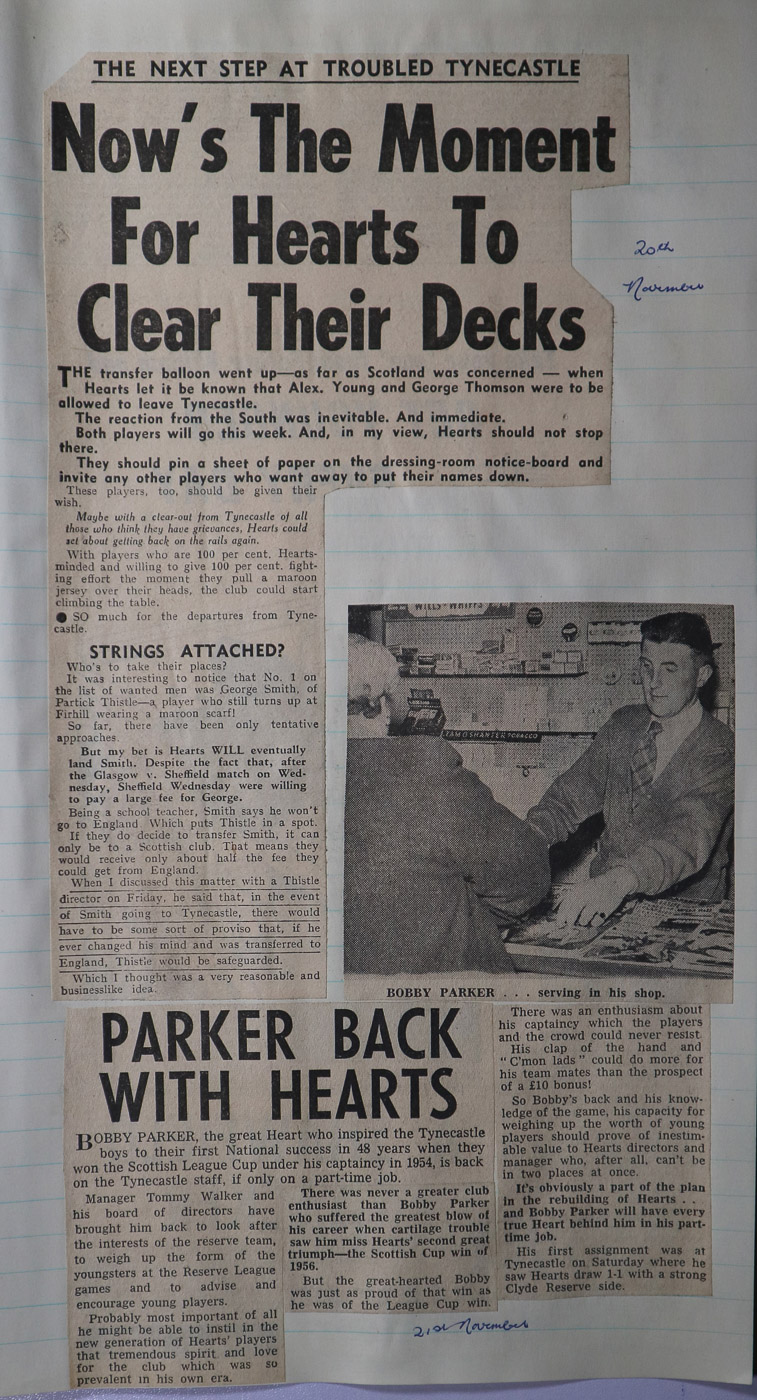 THE NEXT STEP AT TROUBLED TYNECASTLE
Now's The Moment
For Hearts To
Clear Their Decks
20th
November
THE transfer balloon went up—as far as Scotland was concerned — when
Hearts let it be known that Alex. Young and George Thomson were to be
allowed to leave Tynecastle.
The reaction from the South was inevitable. And immediate.
Both players will go this week. And, in my view, Hearts should not stop
there.
They should pin a sheet of paper on the dressing-room notice-board and
invite any other players who want away to put their names down.
These players, too, should be given their
wish.
Maybe with a clear-out from Tynecastle of all
those who think they have grievances, Hearts could
set about getting back on the rails again.
With players who are 100 per cent. Hearts-
minded and willing to give 100 per cent. fight-
ing effort the moment they pull a maroon
jersey over their heads, the club could start
climbing the table.
● SO much for the departures from Tyne-
castle.
STRINGS ATTACHED?
Who's to take their places?
It was interesting to notice that No. 1 on
the list of wanted men was George Smith, of
Partick Thistle—a player who still turns up at
Firhill wearing a maroon scarf!
So far, there have been only tentative
approaches.
But my bet is Hearts WILL eventually
land Smith. Despite the fact that, after
the Glasgow v. Sheffield match on Wed-
nesday, Sheffield Wednesday were willing
to pay a large fee for George.
Being a school teacher, Smith says he won't
go to England. Which puts Thistle in a spot.
If they do decide to transfer Smith, it can
only be to a Scottish club. That means they
would receive only about half the fee they
could get from England.
When I discussed this matter with a Thistle
director on Friday, he said that, in the event
of Smith going to Tynecastle, there would
have to be some sort of proviso that, if he
ever changed his mind and was transferred to
England, Thistle would be safeguarded.
Which I thought was a very reasonable and
businesslike idea.
WILLS' WHIFFS
TAM O SHANTER TOBACCO
BOBBY PARKER . . . serving in his shop.
PARKER BACK
WITH HEARTS
BOBBY PARKER, the great Heart who inspired the Tynecastle
boys to their first National success in 48 years when they
won the Scottish League Cup under his captaincy in 1954, is back
on the Tynecastle staff, if only on a part-time job.
Manager Tommy Walker and
his board of directors have
brought him back to look after
the interests of the reserve team,
to weigh up the form of the
youngsters at the Reserve League
games and to advise and
encourage young players.
Probably most important of all
he might be able to instil in the
new generation of Hearts' players
that tremendous spirit and love
for the club which was so
prevalent in his own era.
There was never a greater club
enthusiast than Bobby Parker
who suffered the greatest blow of
his career when cartilage trouble
saw him miss Hearts' second great
triumph—the Scottish Cup win of
1956.
But the great-hearted Bobby
was just as proud of that win as
he was of the League Cup win.
There was an enthusiasm about
his captaincy which the players
and the crowd could never resist.
His clap of the hand and
"C'mon lads" could do more for
his team mates than the prospect
of a £10 bonus!
So Bobby's back and his know-
ledge of the game, his capacity for
weighing up the worth of young
players should prove of inestim-
able value to Hearts directors and
manager who, after all, can't be
in two places at once.
It's obviously a part of the plan
in the rebuilding of Hearts . .
and Bobby Parker will have every
true Heart behind him in his part-
time job.
His first assignment was at
Tynecastle on Saturday where he
saw Hearts draw 1-1 with a strong
Clyde Reserve side.
21st November